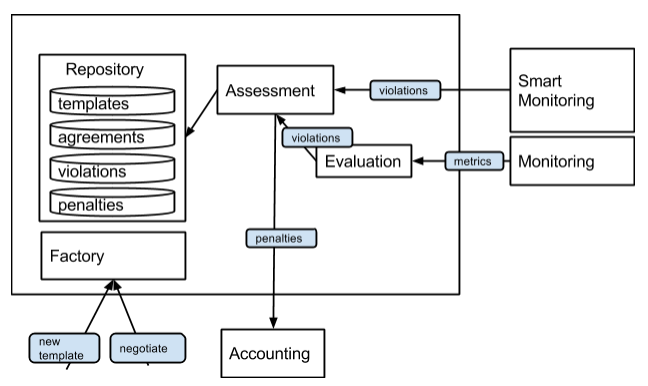 Repository
templates
agreements
violations
penalties
Factory
Assessment
violations
Evaluation
violations
Smart
Monitoring
metrics
Monitoring
penalties
new
template
negotiate
Accounting